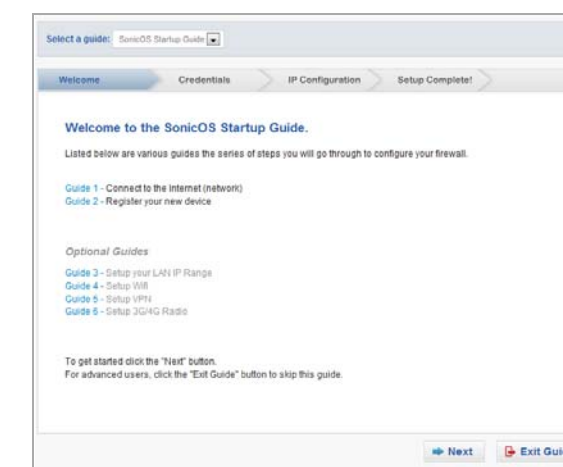 Select a guide: SonicOS Startup Guide
Welcome Credentials IP Configuration Setup Complete!
Welcome to the SonicOS Startup Guide.
Listed below are various guides the series of steps you will go through to configure your firewall.
Guide 1 - Connect to the Internet (network)
Guide 2 - Register your new device
Optional Guides
Guide 3 - Setup your LAN IP Range
Guide 4 - Setup Wifi
Guide 5 - Setup VPN
Guide 6 - Setup 3G/4G Radio
To get started click the "Next" button.
For advanced users, click the "Exit Guide" button to skip this guide.
Next Exit Gui